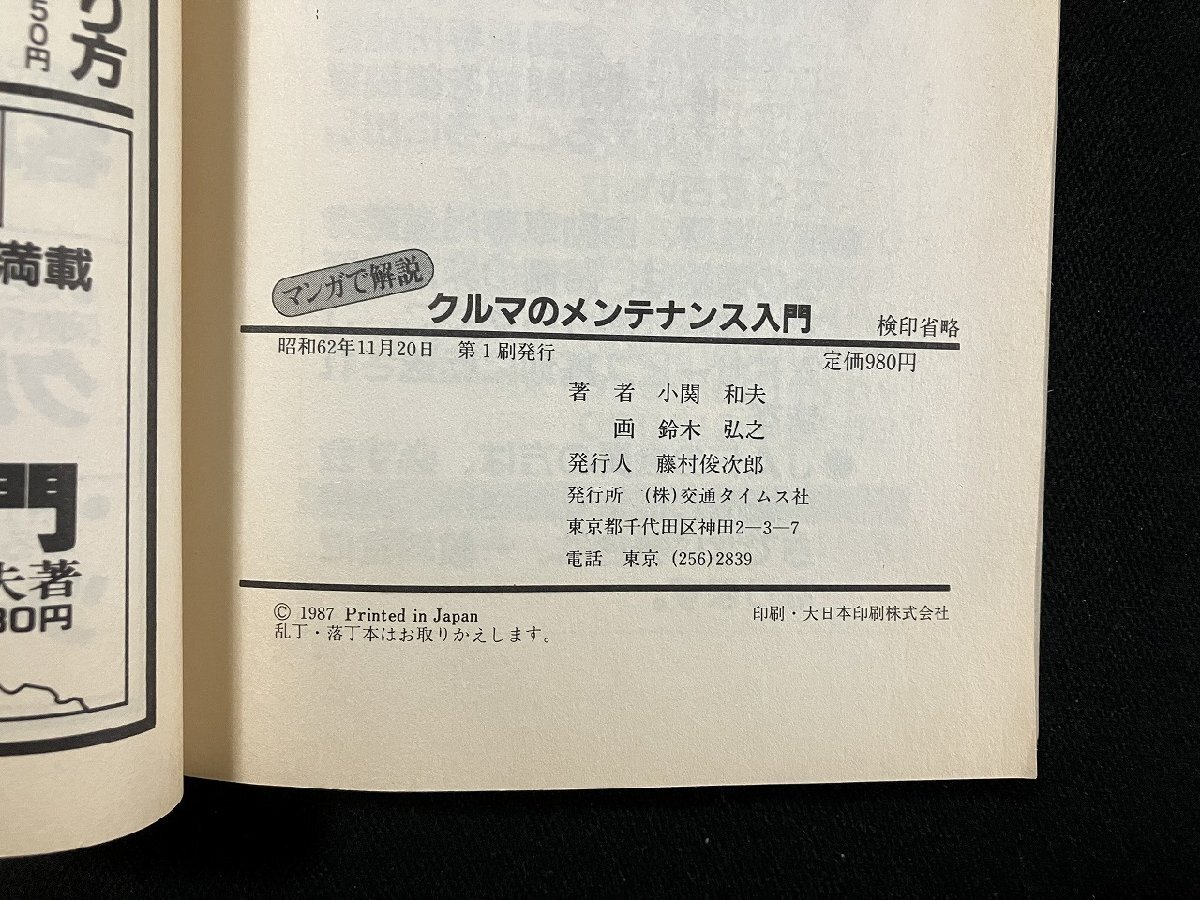 り方
50円
満載
門
夫著
80円
マンガで解説
クルマのメンテナンス入門 検印省略
昭和62年11月20日 第1刷発行 定価980円
著者 小関 和夫
画 鈴木 弘之
発行人 藤村俊次郎
発行所 (株)交通タイムス社
東京都千代田区神田2―3―7
電話 東京 (256)2839
© 1987 Printed in Japan 印刷・大日本印刷株式会社
乱丁・落丁本はお取りかえします。